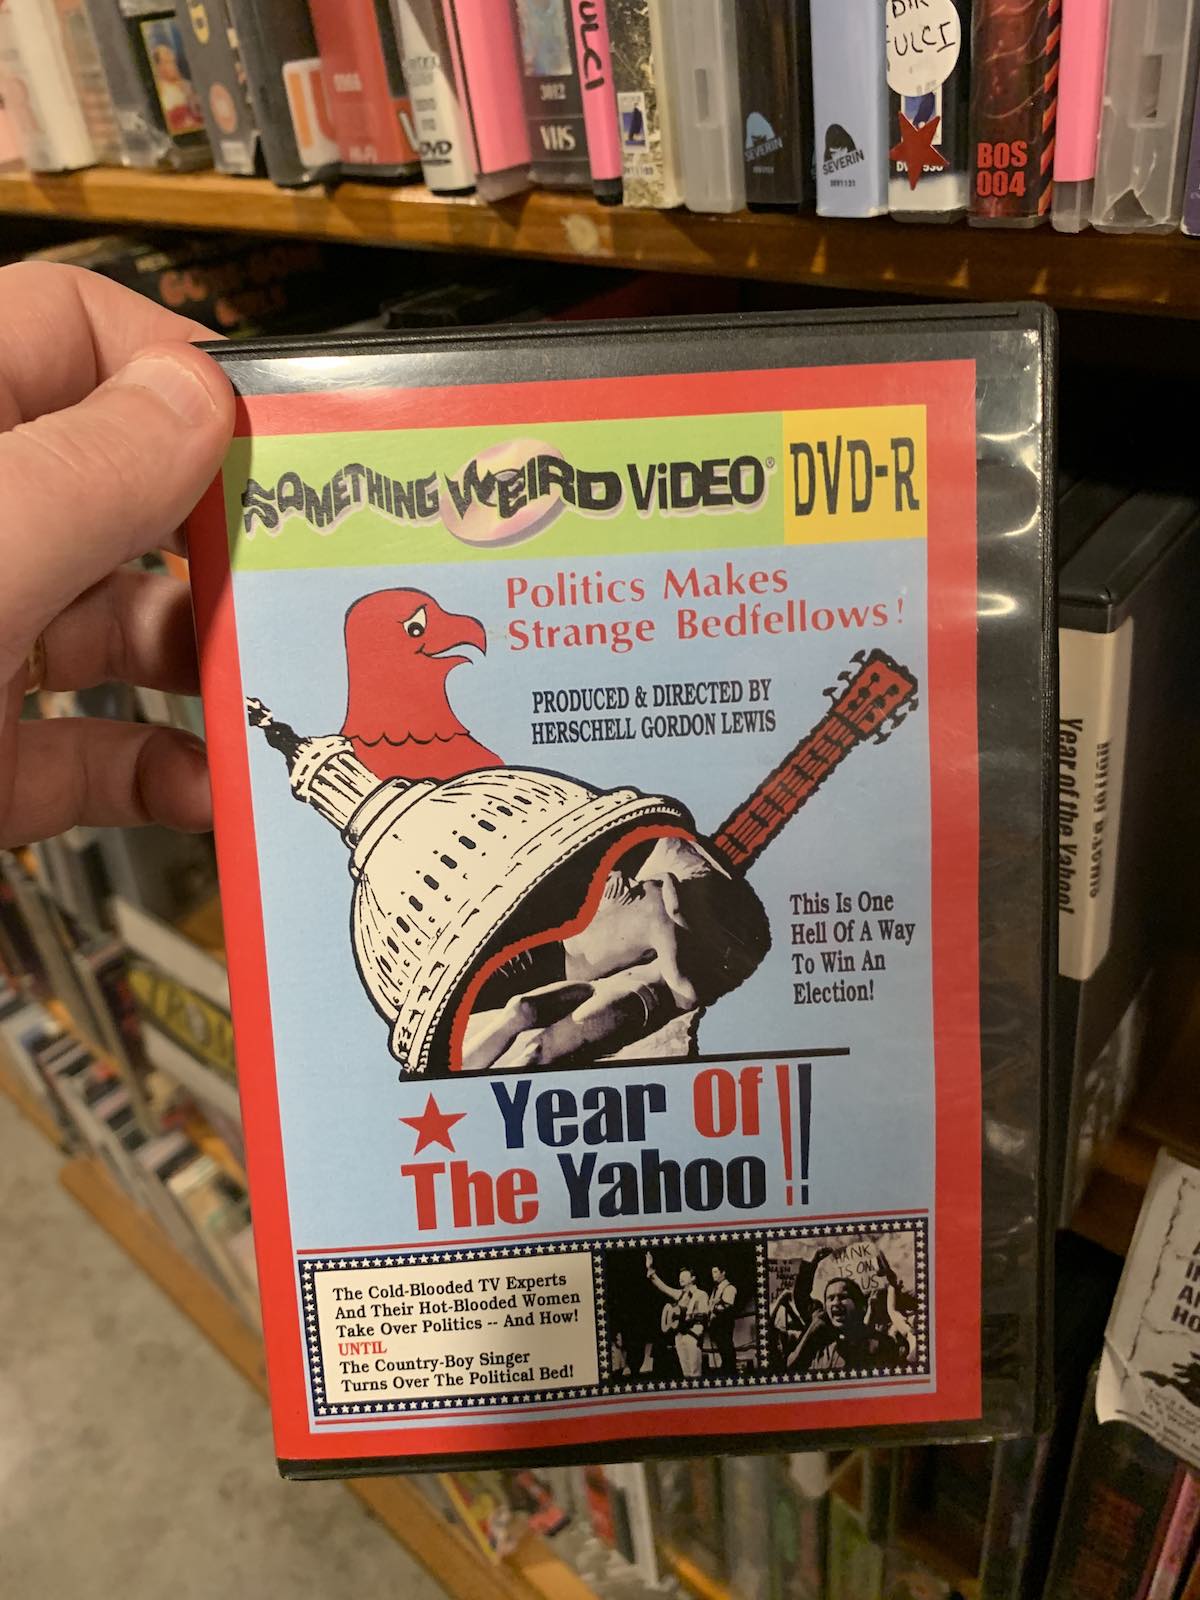 DIR
FULCI
ULCI
3012
VHS
DVD
SEVERIN
SEVERIN
BOS
004
SOMETHING WEIRD ViDEO® DVD-R
Politics Makes
Strange Bedfellows!
PRODUCED & DIRECTED BY
HERSCHELL GORDON LEWIS
This Is One
Hell Of A Way
To Win An
Election!
Year Of
The Yahoo!!
The Cold-Blooded TV Experts
And Their Hot-Blooded Women
Take Over Politics -- And How!
UNTIL
The Country-Boy Singer
Turns Over The Political Bed!
HANK
IS ON
US
Year of the Yahoo!